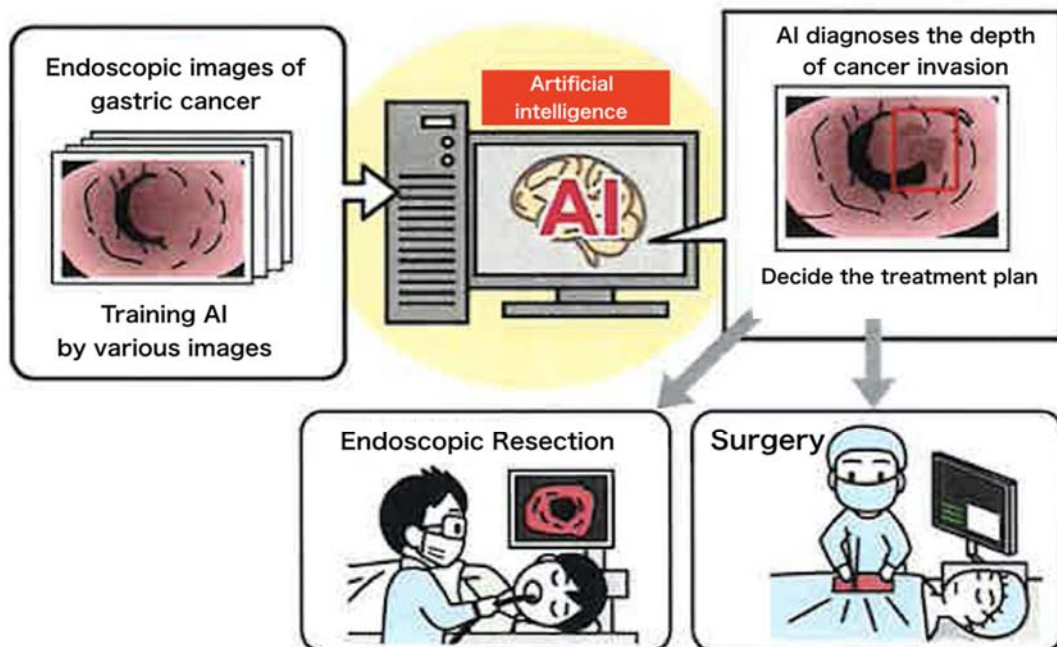 Endoscopic images of
gastric cancer
Training AI
by various images
Artificial
intelligence
AI
AI diagnoses the depth
of cancer invasion
Decide the treatment plan
Endoscopic Resection
Surgery